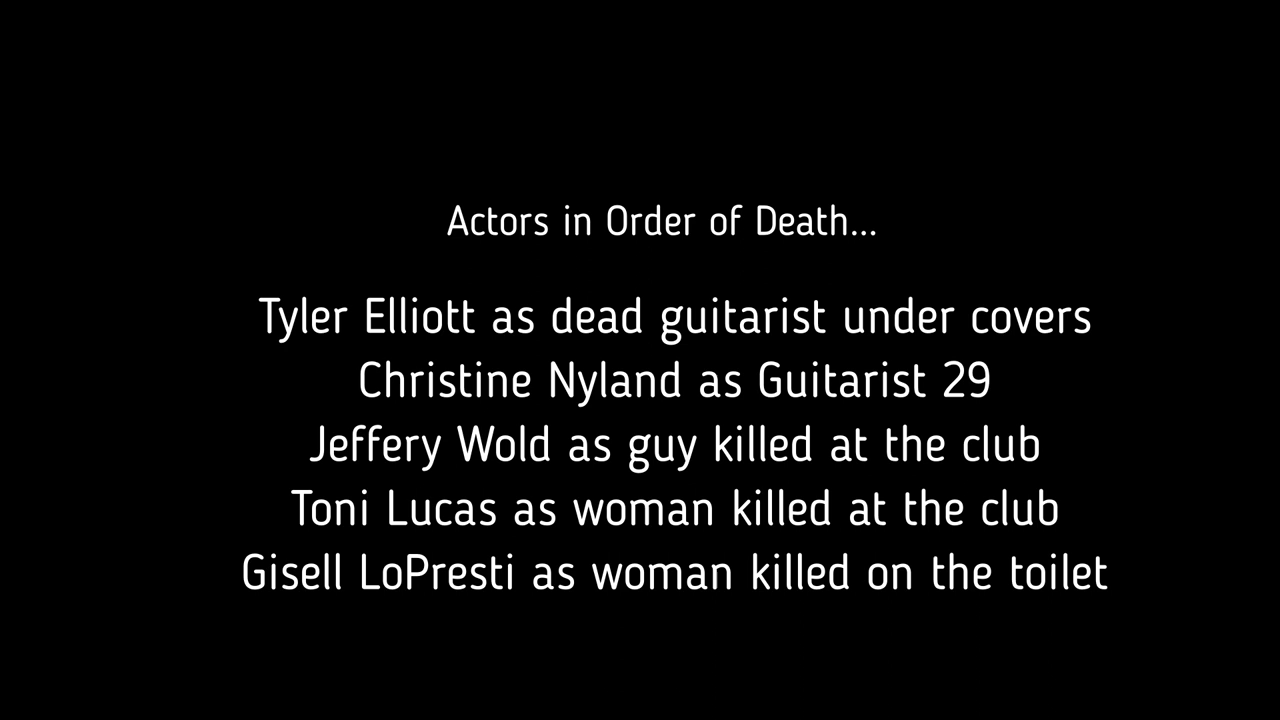 Actors in Order of Death...
Tyler Elliott as dead guitarist under covers
Christine Nyland as Guitarist 29
Jeffery Wold as guy killed at the club
Toni Lucas as woman killed at the club
Gisell LoPresti as woman killed on the toilet